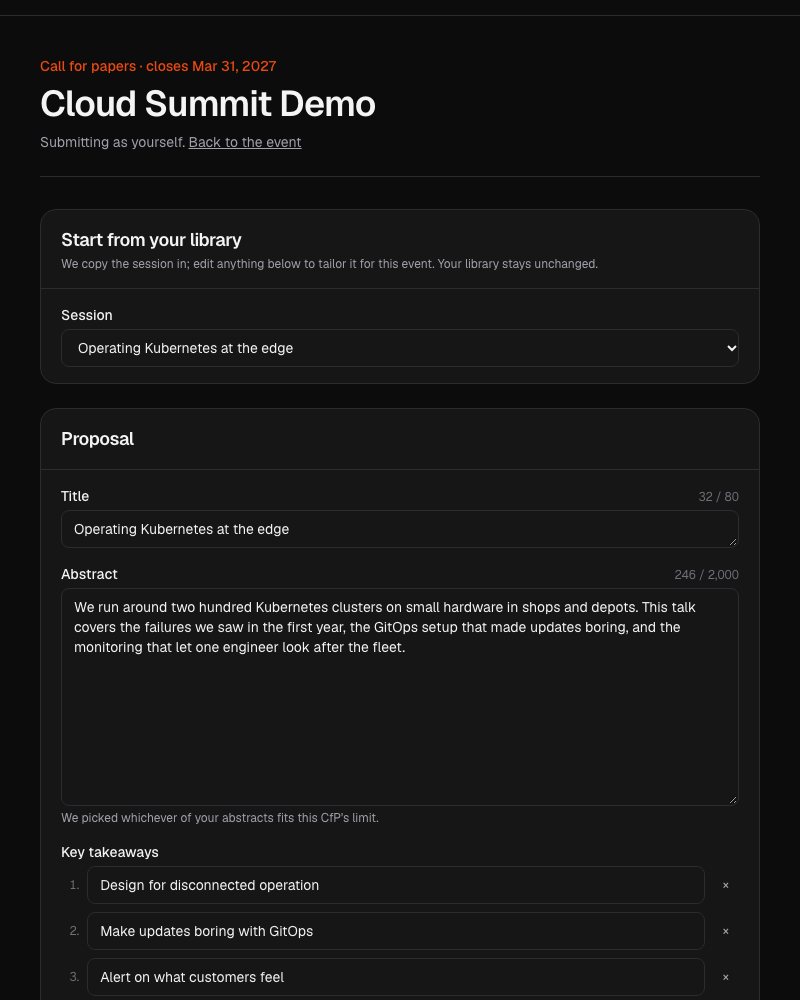 Call for papers · closes Mar 31, 2027
Cloud Summit Demo
Submitting as yourself. Back to the event
Start from your library
We copy the session in; edit anything below to tailor it for this event. Your library stays unchanged.
Session
Operating Kubernetes at the edge
Proposal
Title
32 / 80
Operating Kubernetes at the edge
Abstract
246 / 2,000
We run around two hundred Kubernetes clusters on small hardware in shops and depots. This talk
covers the failures we saw in the first year, the GitOps setup that made updates boring, and the
monitoring that let one engineer look after the fleet.
We picked whichever of your abstracts fits this CfP's limit.
Key takeaways
1. Design for disconnected operation ×
2. Make updates boring with GitOps ×
3. Alert on what customers feel ×